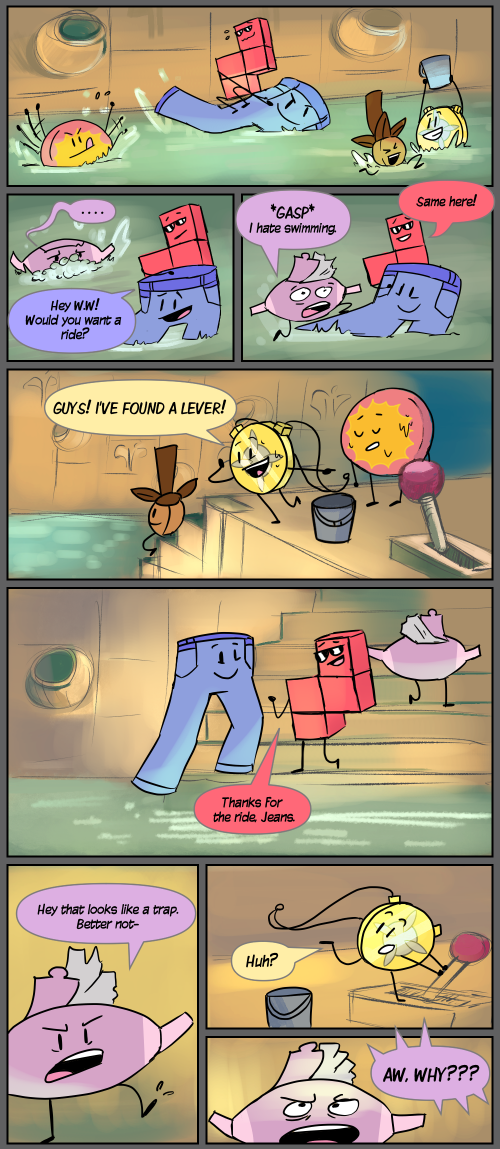 ....
Hey W.W!
Would you want a
ride?
*GASP*
I hate swimming.
Same here!
GUYS! I'VE FOUND A LEVER!
Thanks for
the ride, Jeans.
Hey that looks like a trap.
Better not-
Huh?
AW, WHY???